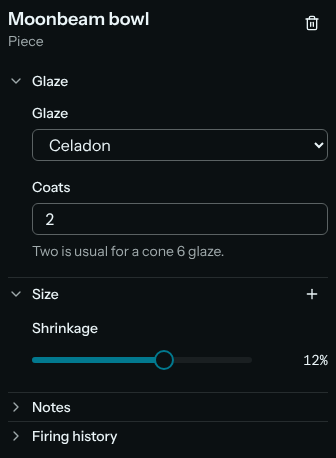 Moonbeam bowl
Piece
Glaze
Glaze
Celadon
Coats
2
Two is usual for a cone 6 glaze.
Size
Shrinkage
12%
Notes
Firing history